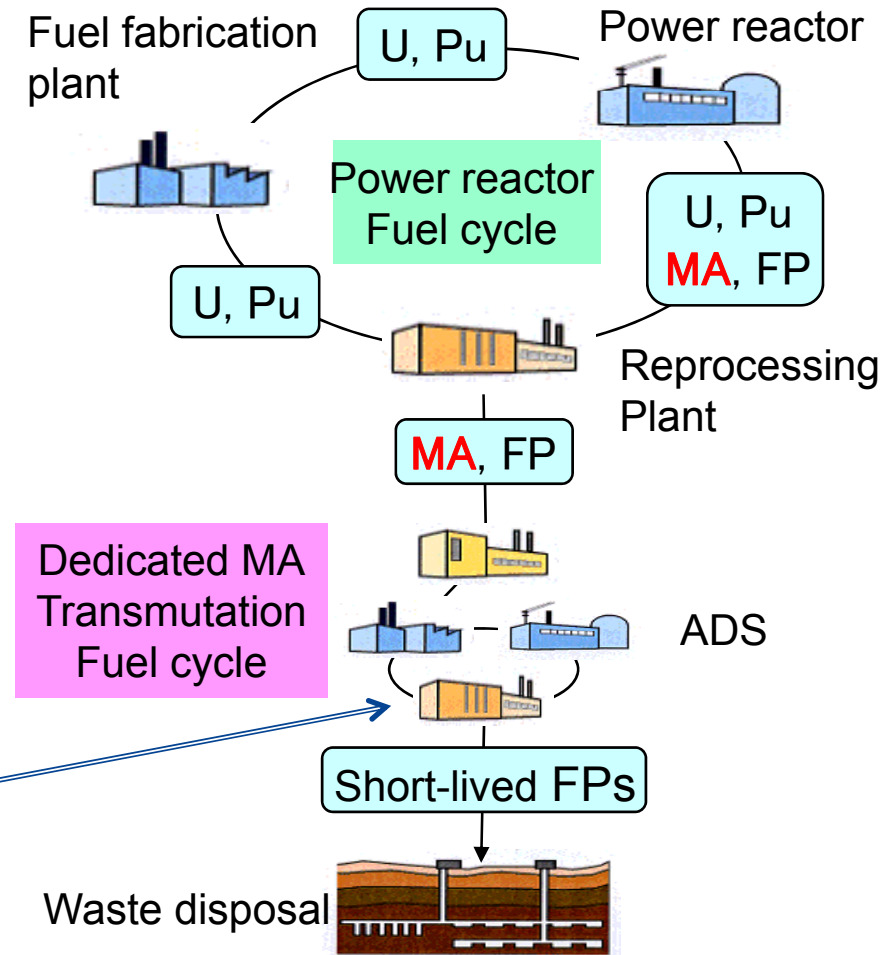 Fuel fabrication
plant
U, Pu
Power reactor
Power reactor
Fuel cycle
U, Pu
MA, FP
U, Pu
Reprocessing
Plant
MA, FP
Dedicated MA
Transmutation
Fuel cycle
ADS
Short-lived FPs
Waste disposal